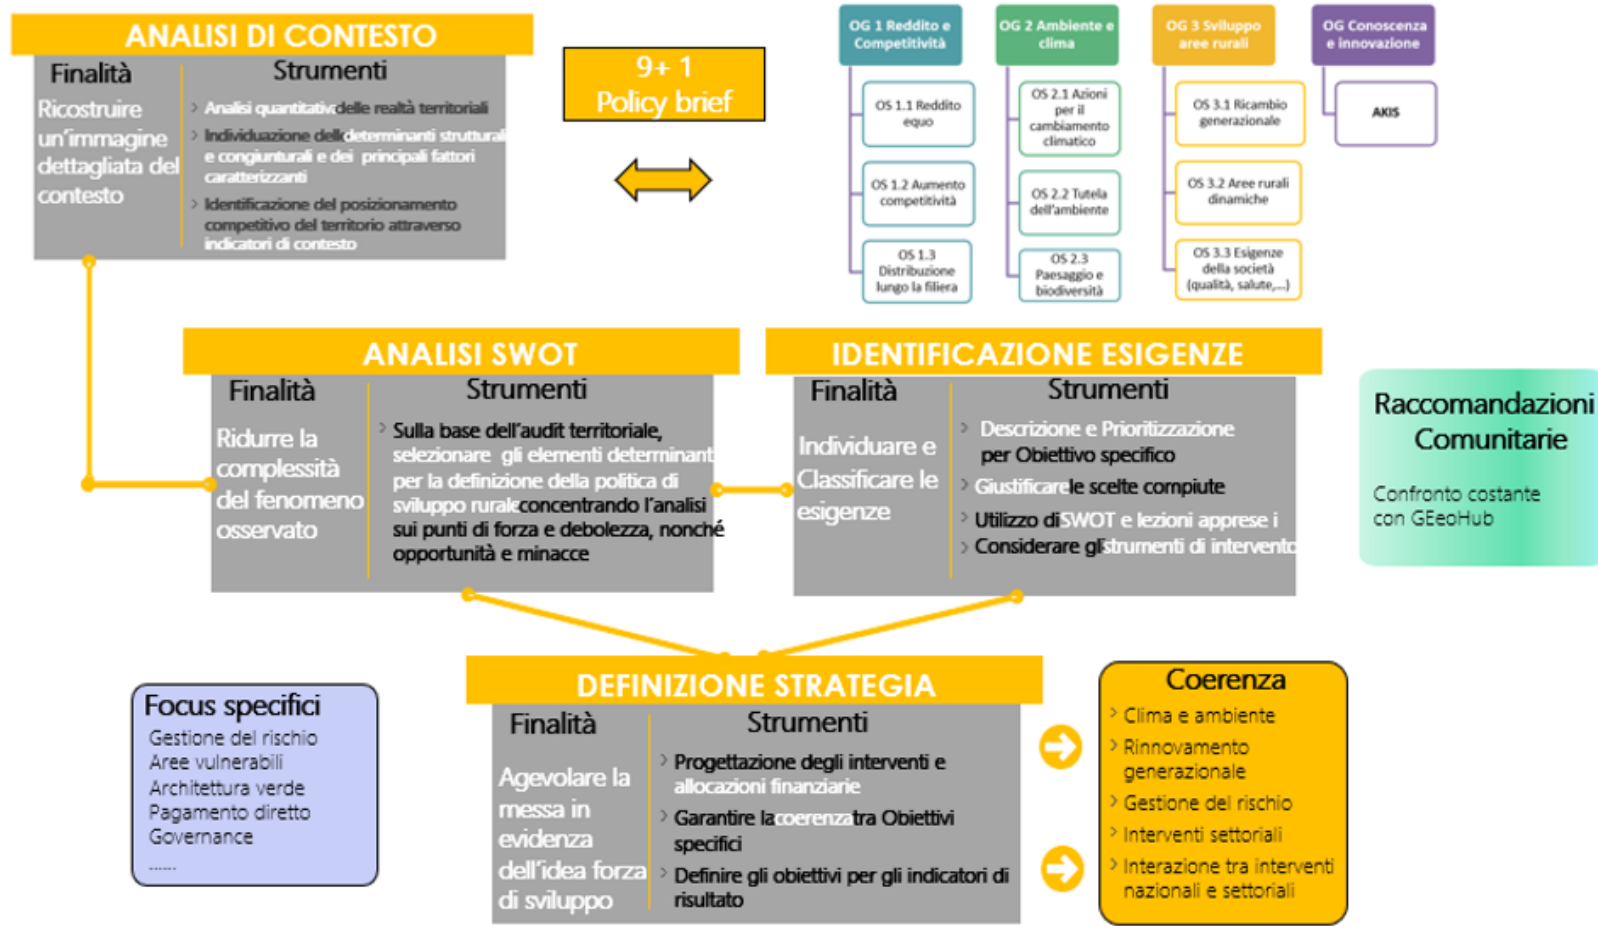 ANALISI DI CONTESTO
Finalità
Ricostruire
un'immagine
dettagliata del
contesto
Strumenti
Analisi quantitativa delle realtà territoriali
Individuazione delle determinanti strutturali
e congiunturali e dei principali fattori
caratterizzanti
Identificazione del posizionamento
competitivo del territorio attraverso
indicatori di contesto
9+ 1
Policy brief
OG 1 Reddito e
Competitività
OS 1.1 Reddito
equo
OS 1.2 Aumento
competitività
OS 1.3
Distribuzione
lungo la filiera
OG 2 Ambiente e
clima
OS 2.1 Azioni
per il
cambiamento
climatico
OS 2.2 Tutela
dell'ambiente
OS 2.3
Paesaggio e
biodiversità
OG 3 Sviluppo
aree rurali
OS 3.1 Ricambio
generazionale
OS 3.2 Aree rurali
dinamiche
OS 3.3 Esigenze
della società
(qualità, salute,...)
OG Conoscenza
e innovazione
AKIS
ANALISI SWOT
Finalità
Ridurre la
complessità
del fenomeno
osservato
Strumenti
Sulla base dell'audit territoriale,
selezionare gli elementi determinanti
per la definizione della politica di
sviluppo rurale concentrando l'analisi
sui punti di forza e debolezza, nonché
opportunità e minacce
IDENTIFICAZIONE ESIGENZE
Finalità
Individuare e
Classificare le
esigenze
Strumenti
Descrizione e Prioritizzazione
per Obiettivo specifico
Giustificare le scelte compiute
Utilizzo di SWOT e lezioni apprese i
Considerare gli strumenti di intervento
Raccomandazioni
Comunitarie
Confronto costante
con GEeoHub
Focus specifici
Gestione del rischio
Aree vulnerabili
Architettura verde
Pagamento diretto
Governance
......
DEFINIZIONE STRATEGIA
Finalità
Agevolare la
messa in
evidenza
dell'idea forza
di sviluppo
Strumenti
Progettazione degli interventi e
allocazioni finanziarie
Garantire la coerenza tra Obiettivi
specifici
Definire gli obiettivi per gli indicatori di
risultato
Coerenza
Clima e ambiente
Rinnovamento
generazionale
Gestione del rischio
Interventi settoriali
Interazione tra interventi
nazionali e settoriali